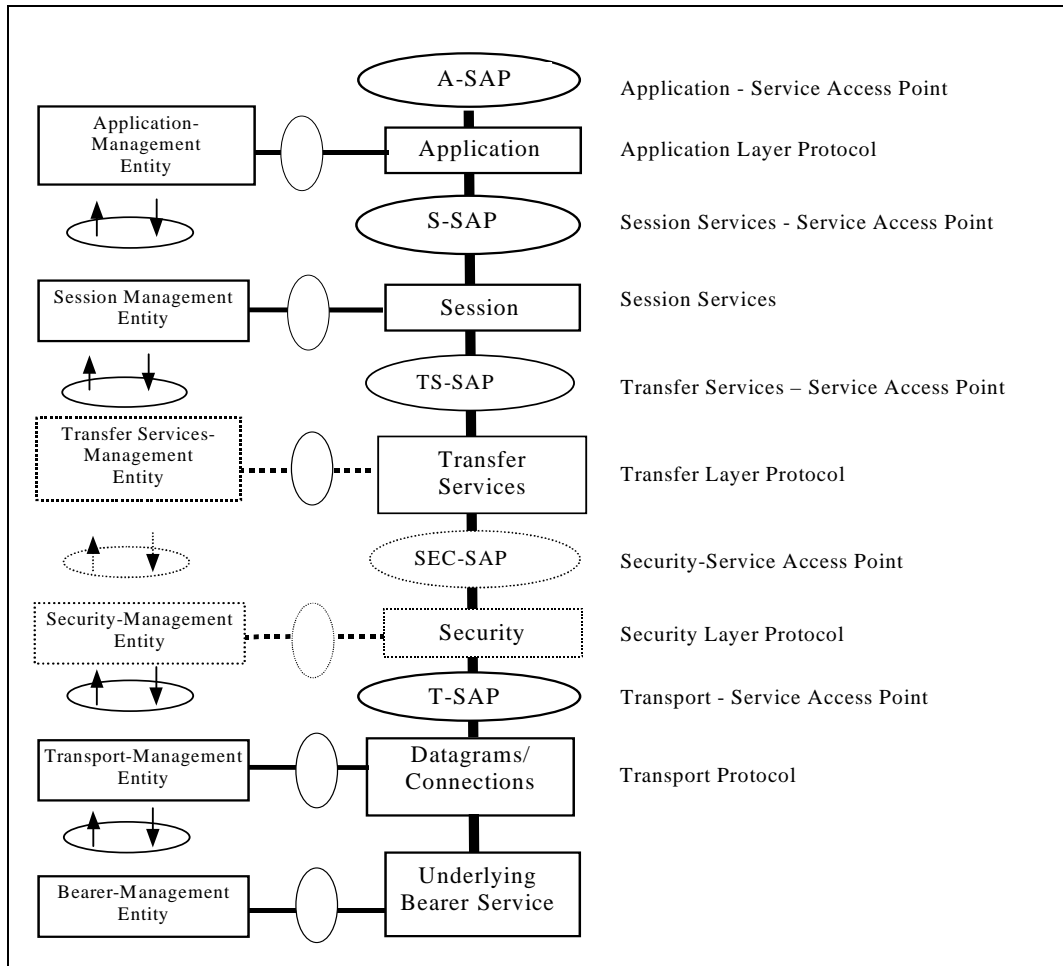 A-SAP
Application - Service Access Point
Application-
Management
Entity
Application
Application Layer Protocol
S-SAP
Session Services - Service Access Point
Session Management
Entity
Session
Session Services
TS-SAP
Transfer Services – Service Access Point
Transfer Services-
Management
Entity
Transfer
Services
Transfer Layer Protocol
SEC-SAP
Security-Service Access Point
Security-Management
Entity
Security
Security Layer Protocol
T-SAP
Transport - Service Access Point
Transport-Management
Entity
Datagrams/
Connections
Transport Protocol
Bearer-Management
Entity
Underlying
Bearer Service